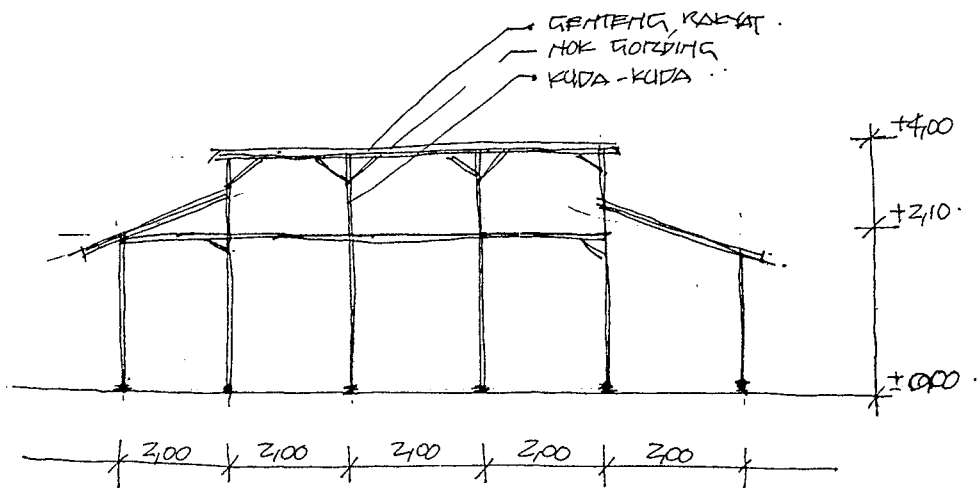 GENTENG RAKYAT.
NOK GORDING
KUDA-KUDA
+4,00
+2,10.
±0,00.
2,00 2,00 2,00 2,00 2,00